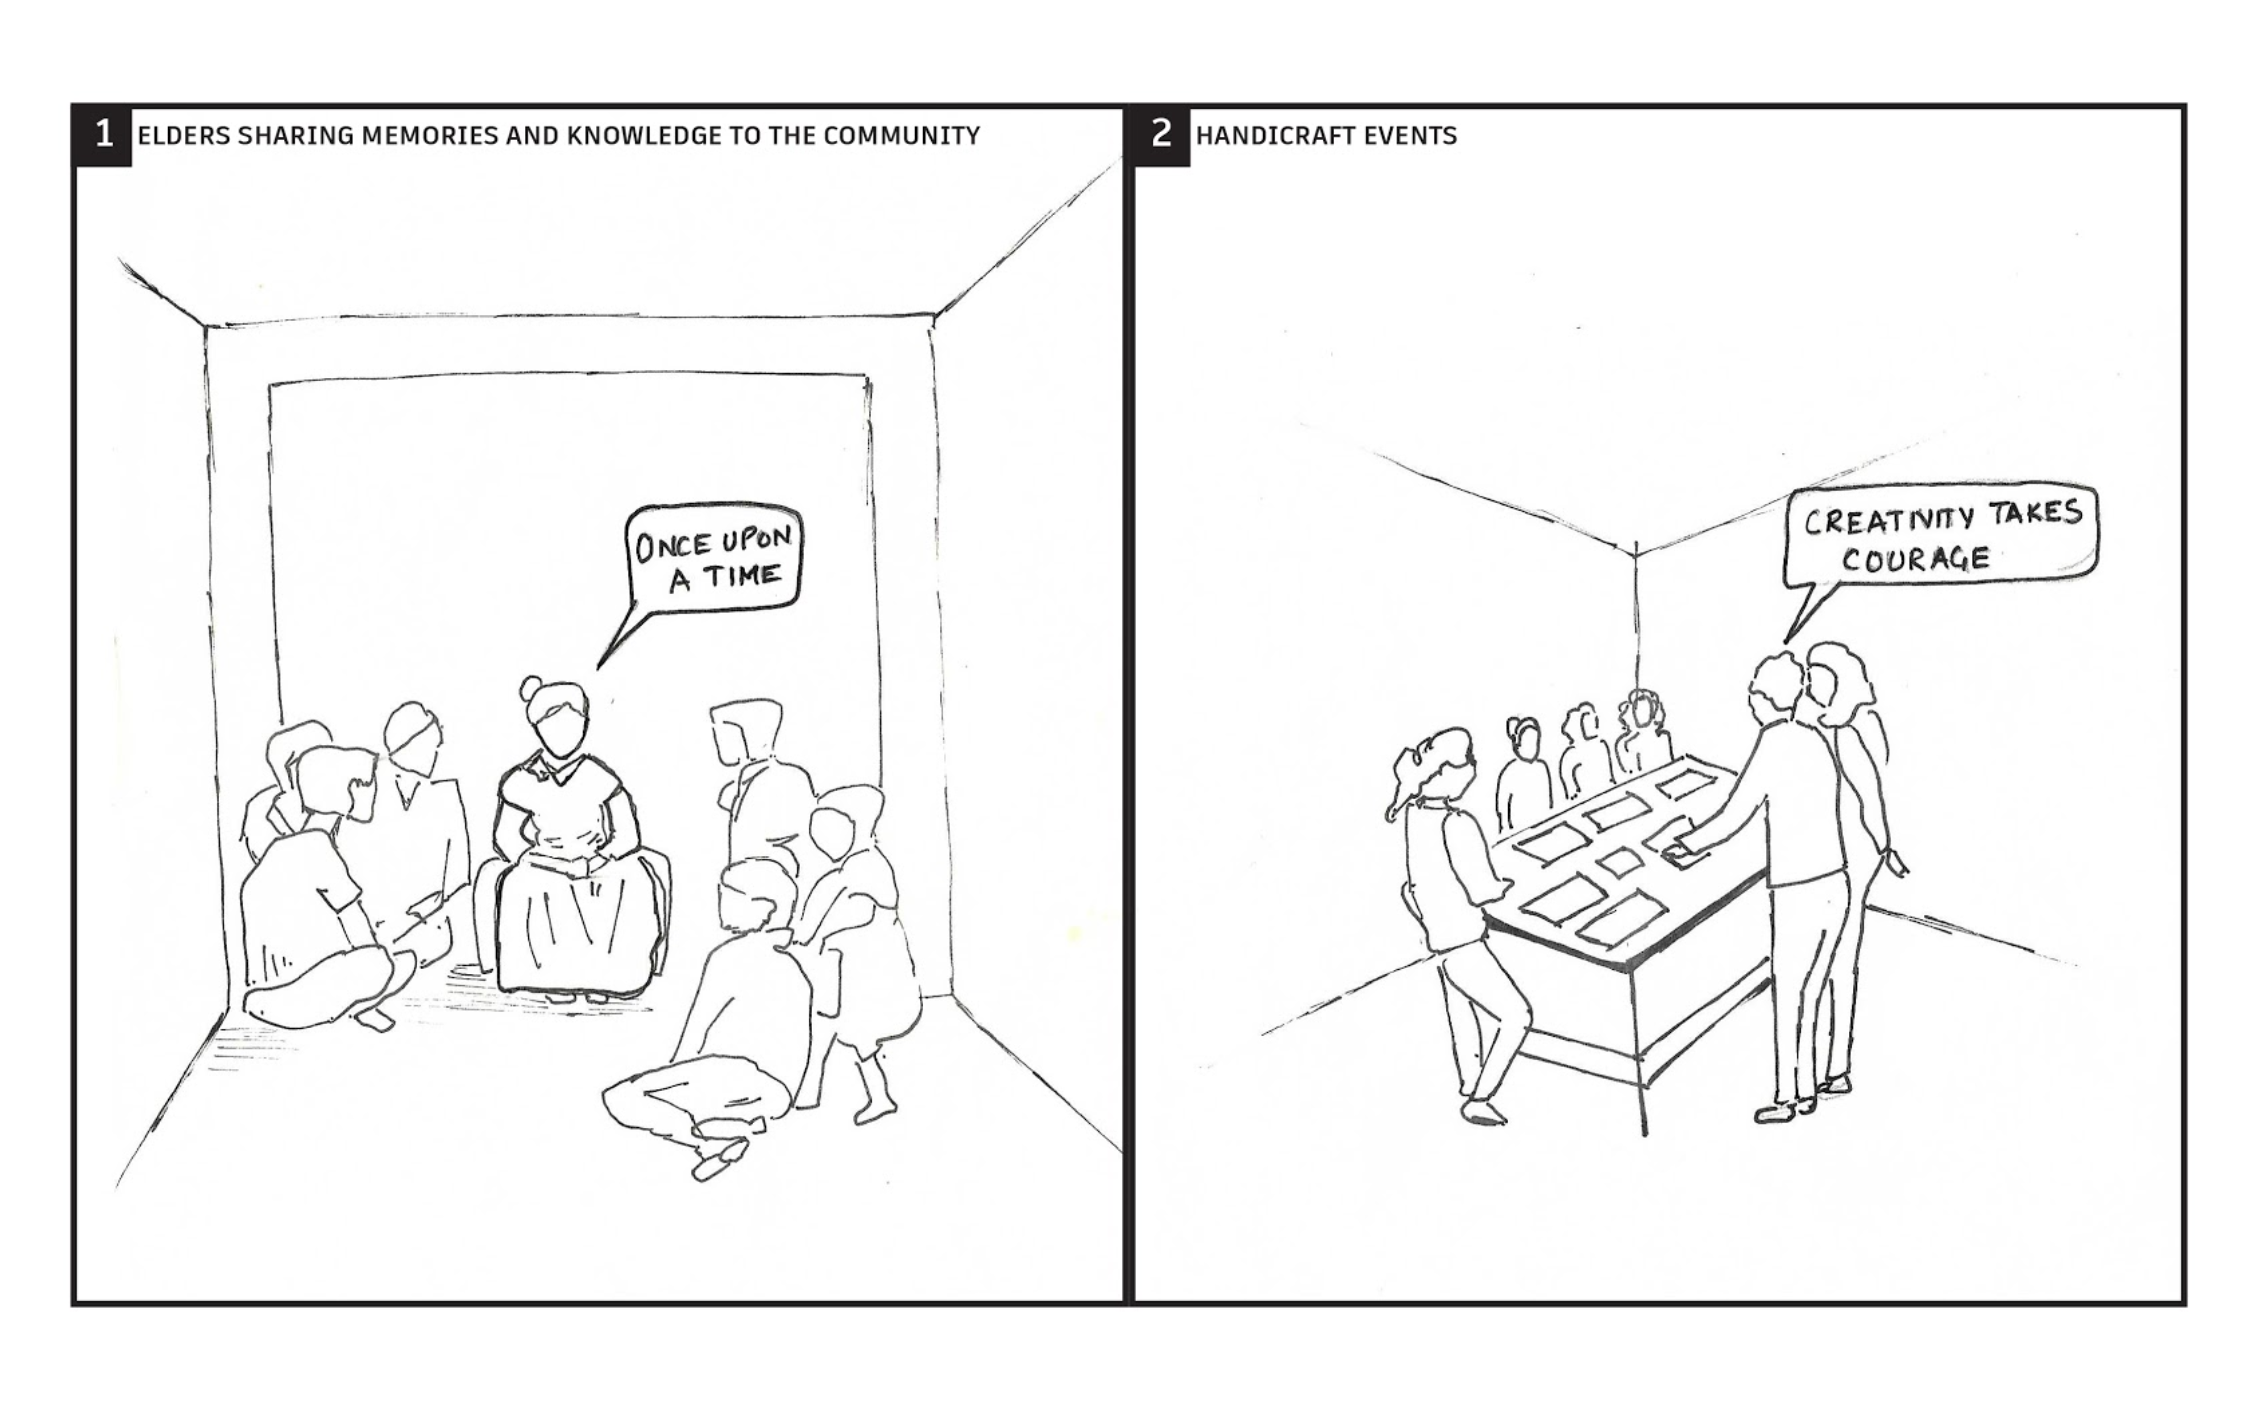 1 ELDERS SHARING MEMORIES AND KNOWLEDGE TO THE COMMUNITY
ONCE UPON
A TIME
2 HANDICRAFT EVENTS
CREATIVITY TAKES
COURAGE